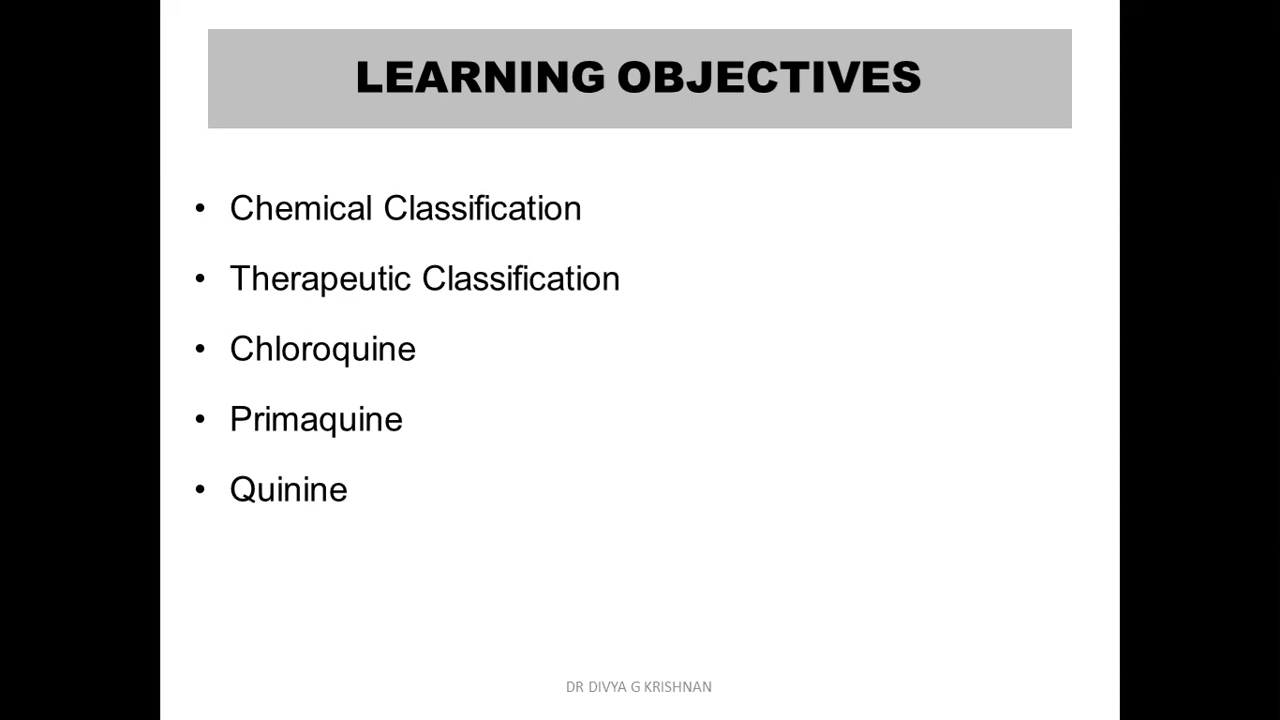 LEARNING OBJECTIVES
• Chemical Classification
• Therapeutic Classification
• Chloroquine
• Primaquine
• Quinine
DR DIVYA G KRISHNAN